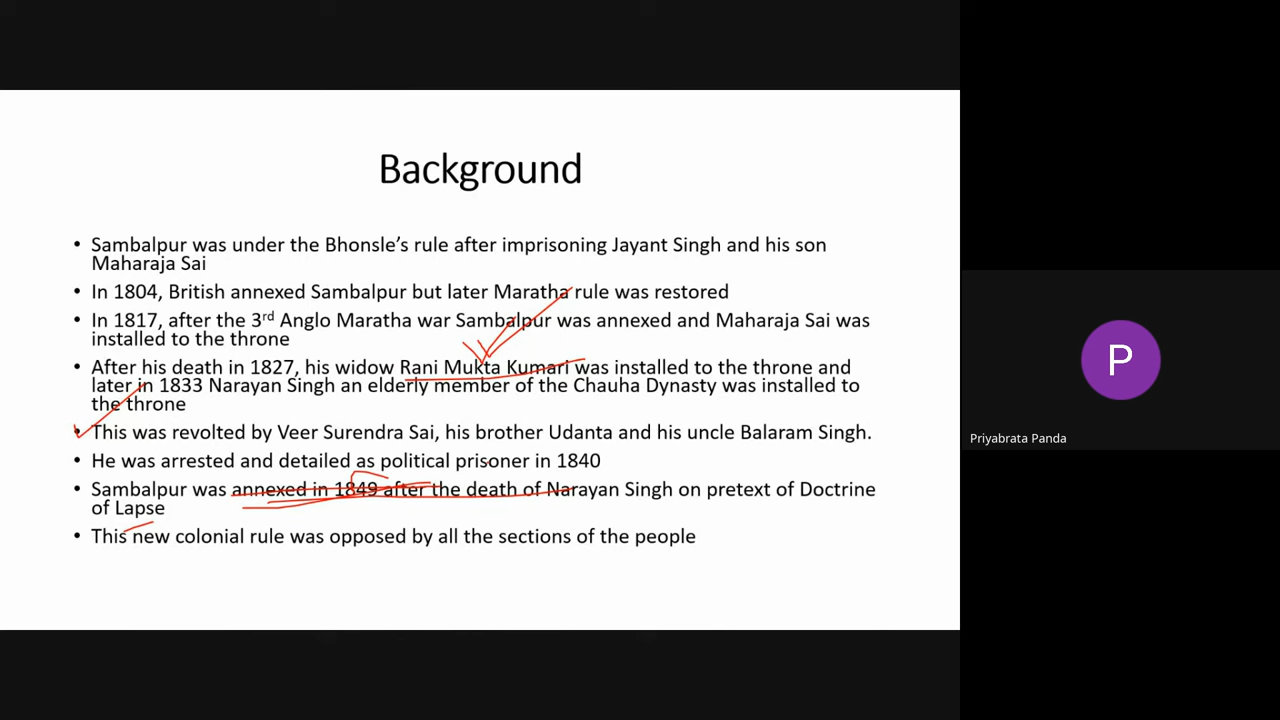 Background
• Sambalpur was under the Bhonsle's rule after imprisoning Jayant Singh and his son
Maharaja Sai
• In 1804, British annexed Sambalpur but later Maratha rule was restored
• In 1817, after the 3rd Anglo Maratha war Sambalpur was annexed and Maharaja Sai was
installed to the throne
• After his death in 1827, his widow Rani Mukta Kumari was installed to the throne and
later in 1833 Narayan Singh an elderly member of the Chauha Dynasty was installed to
the throne
• This was revolted by Veer Surendra Sai, his brother Udanta and his uncle Balaram Singh.
• He was arrested and detailed as political prisoner in 1840
• Sambalpur was annexed in 1849 after the death of Narayan Singh on pretext of Doctrine
of Lapse
• This new colonial rule was opposed by all the sections of the people
P
Priyabrata Panda